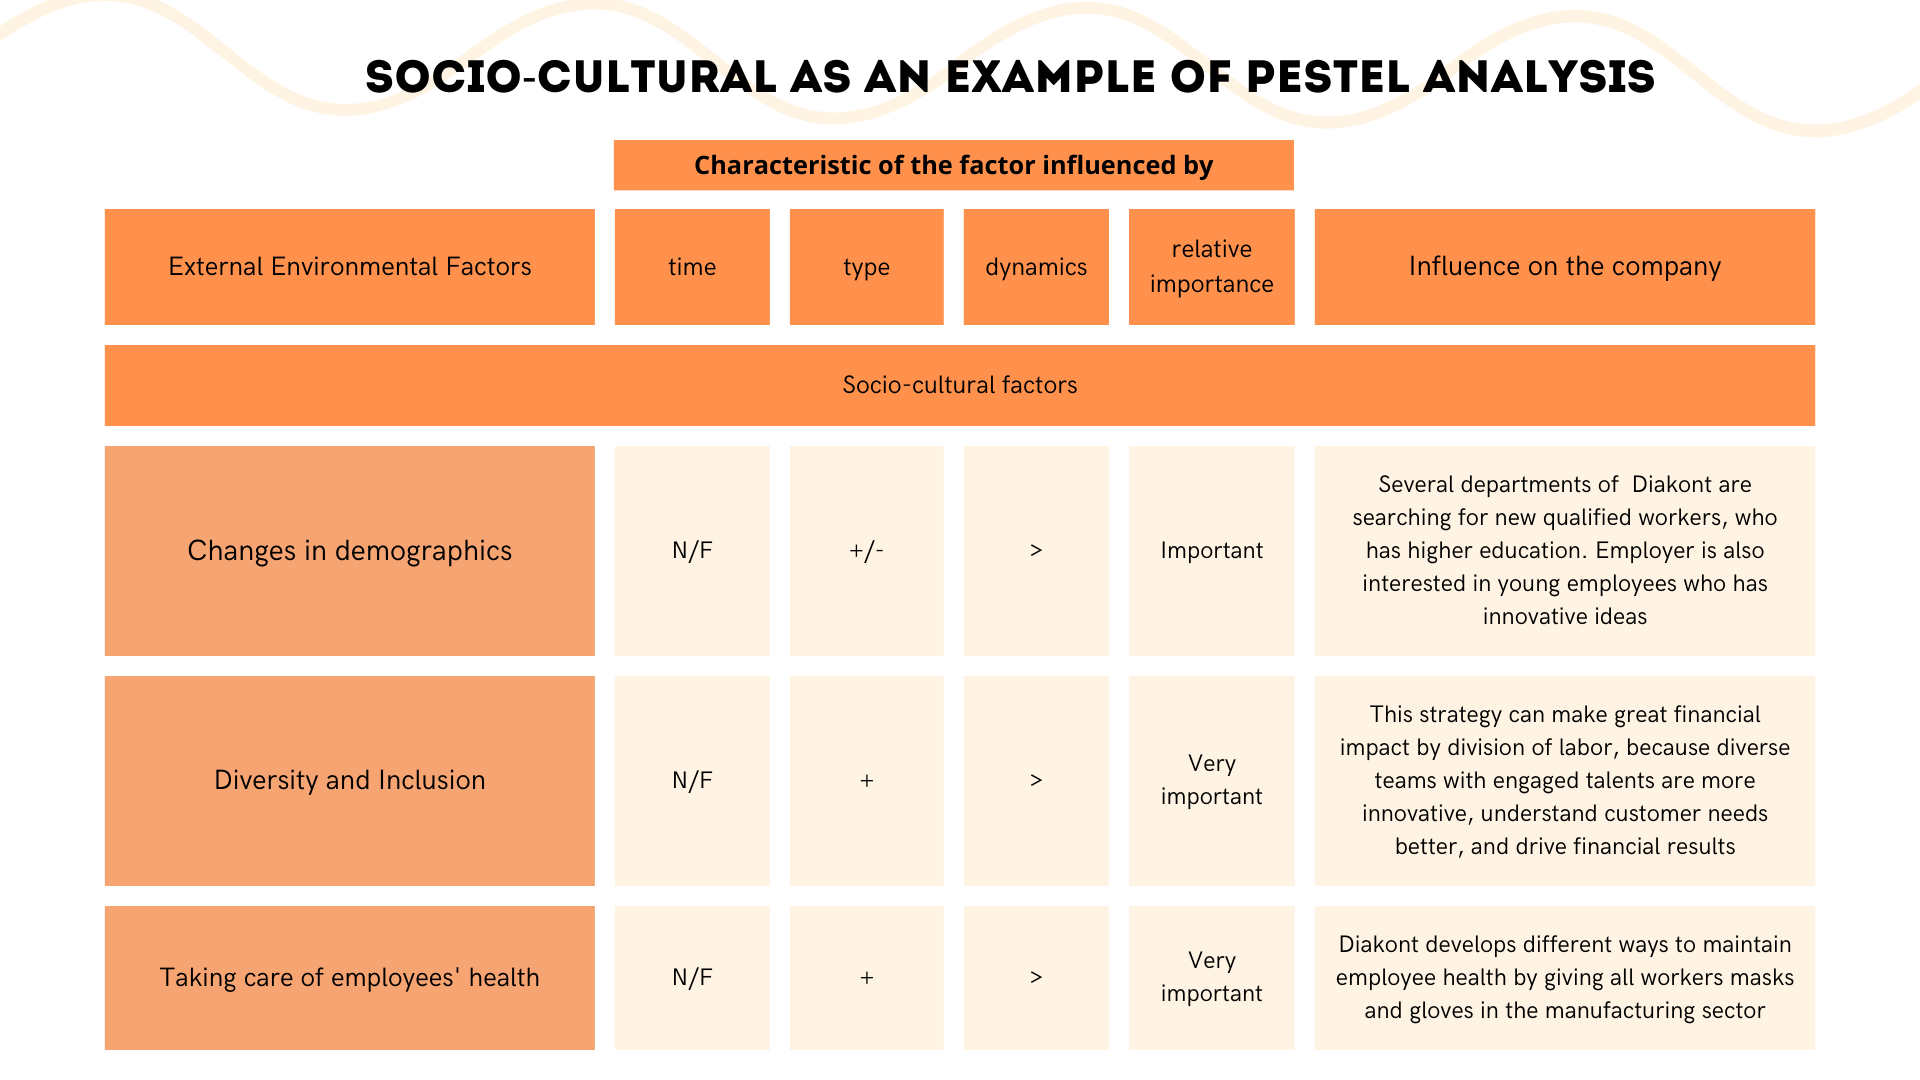 SOCIO-CULTURAL AS AN EXAMPLE OF PESTEL ANALYSIS
Characteristic of the factor influenced by
External Environmental Factors
time
type
dynamics
relative
importance
Influence on the company
Socio-cultural factors
Changes in demographics
N/F
+/-
>
Important
Several departments of  Diakont are
searching for new qualified workers, who
has higher education. Employer is also
interested in young employees who has
innovative ideas
Diversity and Inclusion
N/F
+
>
Very
important
This strategy can make great financial
impact by division of labor, because diverse
teams with engaged talents are more
innovative, understand customer needs
better, and drive financial results
Taking care of employees' health
N/F
+
>
Very
important
Diakont develops different ways to maintain
employee health by giving all workers masks
and gloves in the manufacturing sector